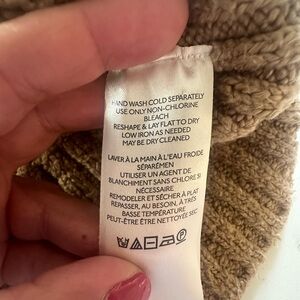 HAND WASH COLD SEPARATELY
USE ONLY NON-CHLORINE
BLEACH
RESHAPE & LAY FLAT TO DRY
LOW IRON AS NEEDED
MAY BE DRY CLEANED
LAVER À LA MAIN À L'EAU FROIDE
SÉPARÉMEN
UTILISER UN AGENT DE
BLANCHIMENT SANS CHLORE SI
NÉCESSAIRE
REMODELER ET SÉCHER À PLAT
REPASSER, AU BESOIN, À TRÈS
BASSE TEMPÉRATURE
PEUT-ÊTRE ÊTRE NETTOYÉE SEC